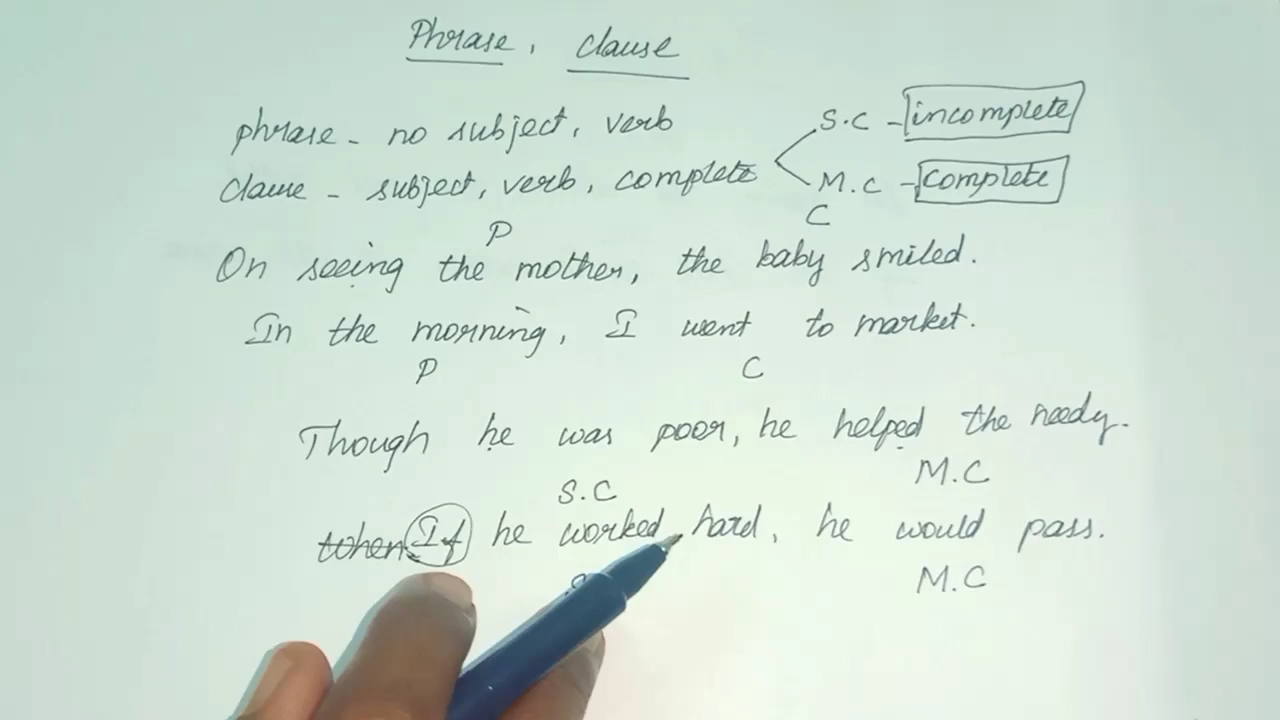 Phrase, clause
phrase - no subject, verb
S.C - incomplete
clause - subject, verb, complete
M.C - complete
P
C
On seeing the mother, the baby smiled.
In the morning, I went to market.
P
C
Though he was poor, he helped the needy.
S.C
M.C
When If he worked hard, he would pass.
M.C